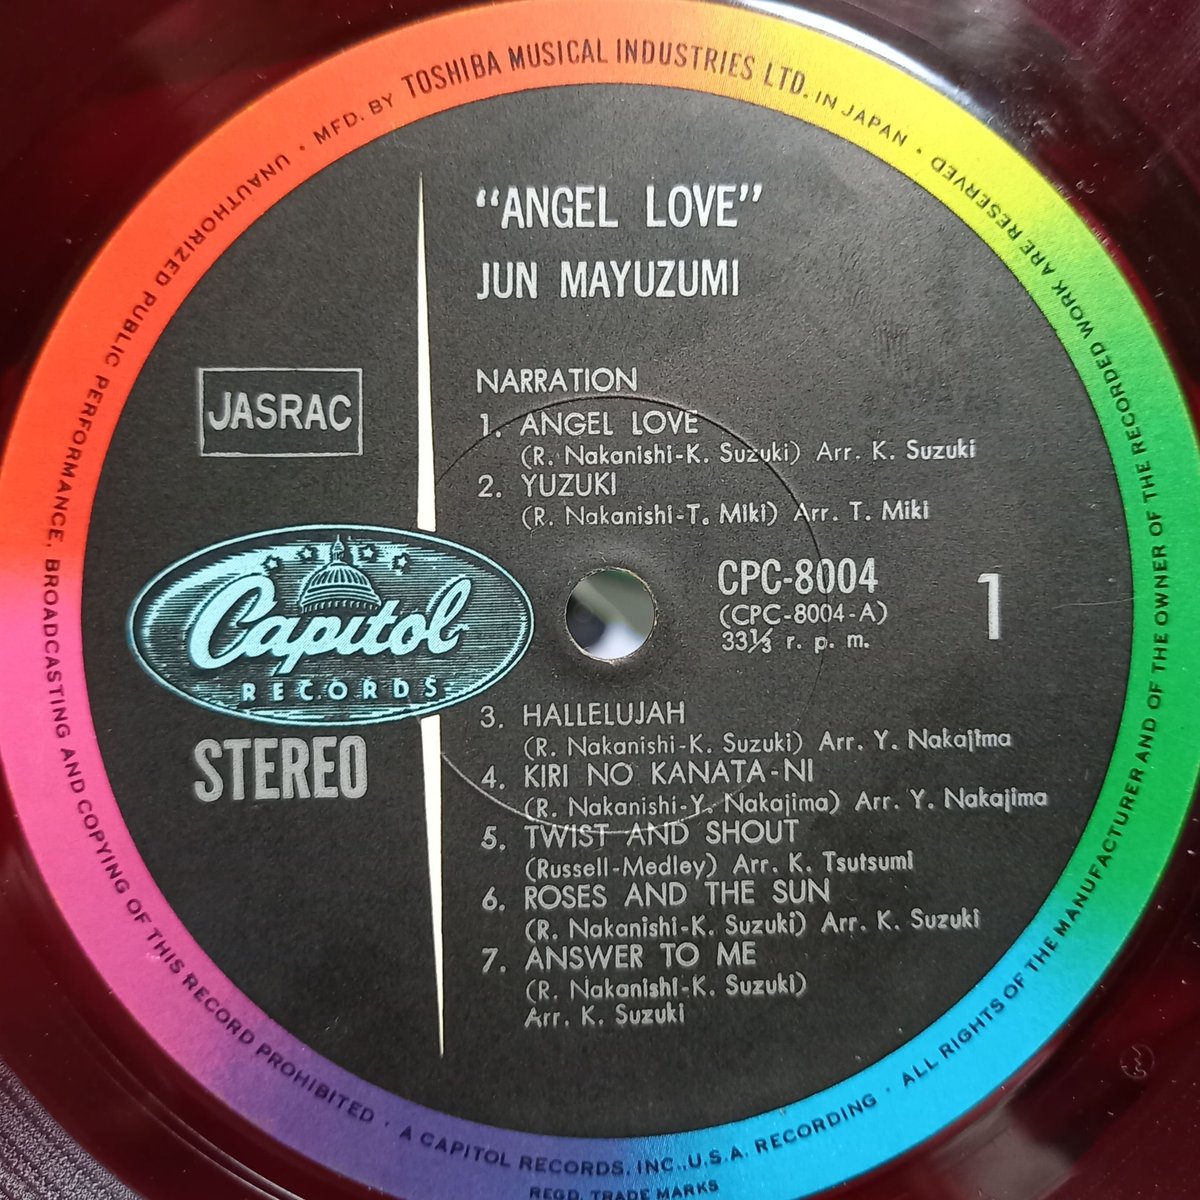 MFD. BY TOSHIBA MUSICAL INDUSTRIES LTD. IN JAPAN · ALL RIGHTS OF THE MANUFACTURER AND OF THE OWNER OF THE RECORDED WORK ARE RESERVED ·
UNAUTHORIZED PUBLIC PERFORMANCE, BROADCASTING AND COPYING OF THIS RECORD PROHIBITED · A CAPITOL RECORDS, INC., U.S.A. RECORDING ·
REGD. TRADE MARKS
"ANGEL LOVE"
JUN MAYUZUMI
JASRAC
NARRATION
1. ANGEL LOVE
(R. Nakanishi-K. Suzuki) Arr. K. Suzuki
2. YUZUKI
(R. Nakanishi-T. Miki) Arr. T. Miki
Capitol
RECORDS
STEREO
CPC-8004
(CPC-8004-A)
33⅓ r. p. m.
1
3. HALLELUJAH
(R. Nakanishi-K. Suzuki) Arr. Y. Nakajima
4. KIRI NO KANATA-NI
(R. Nakanishi-Y. Nakajima) Arr. Y. Nakajima
5. TWIST AND SHOUT
(Russell-Medley) Arr. K. Tsutsumi
6. ROSES AND THE SUN
(R. Nakanishi-K. Suzuki) Arr. K. Suzuki
7. ANSWER TO ME
(R. Nakanishi-K. Suzuki)
Arr. K. Suzuki